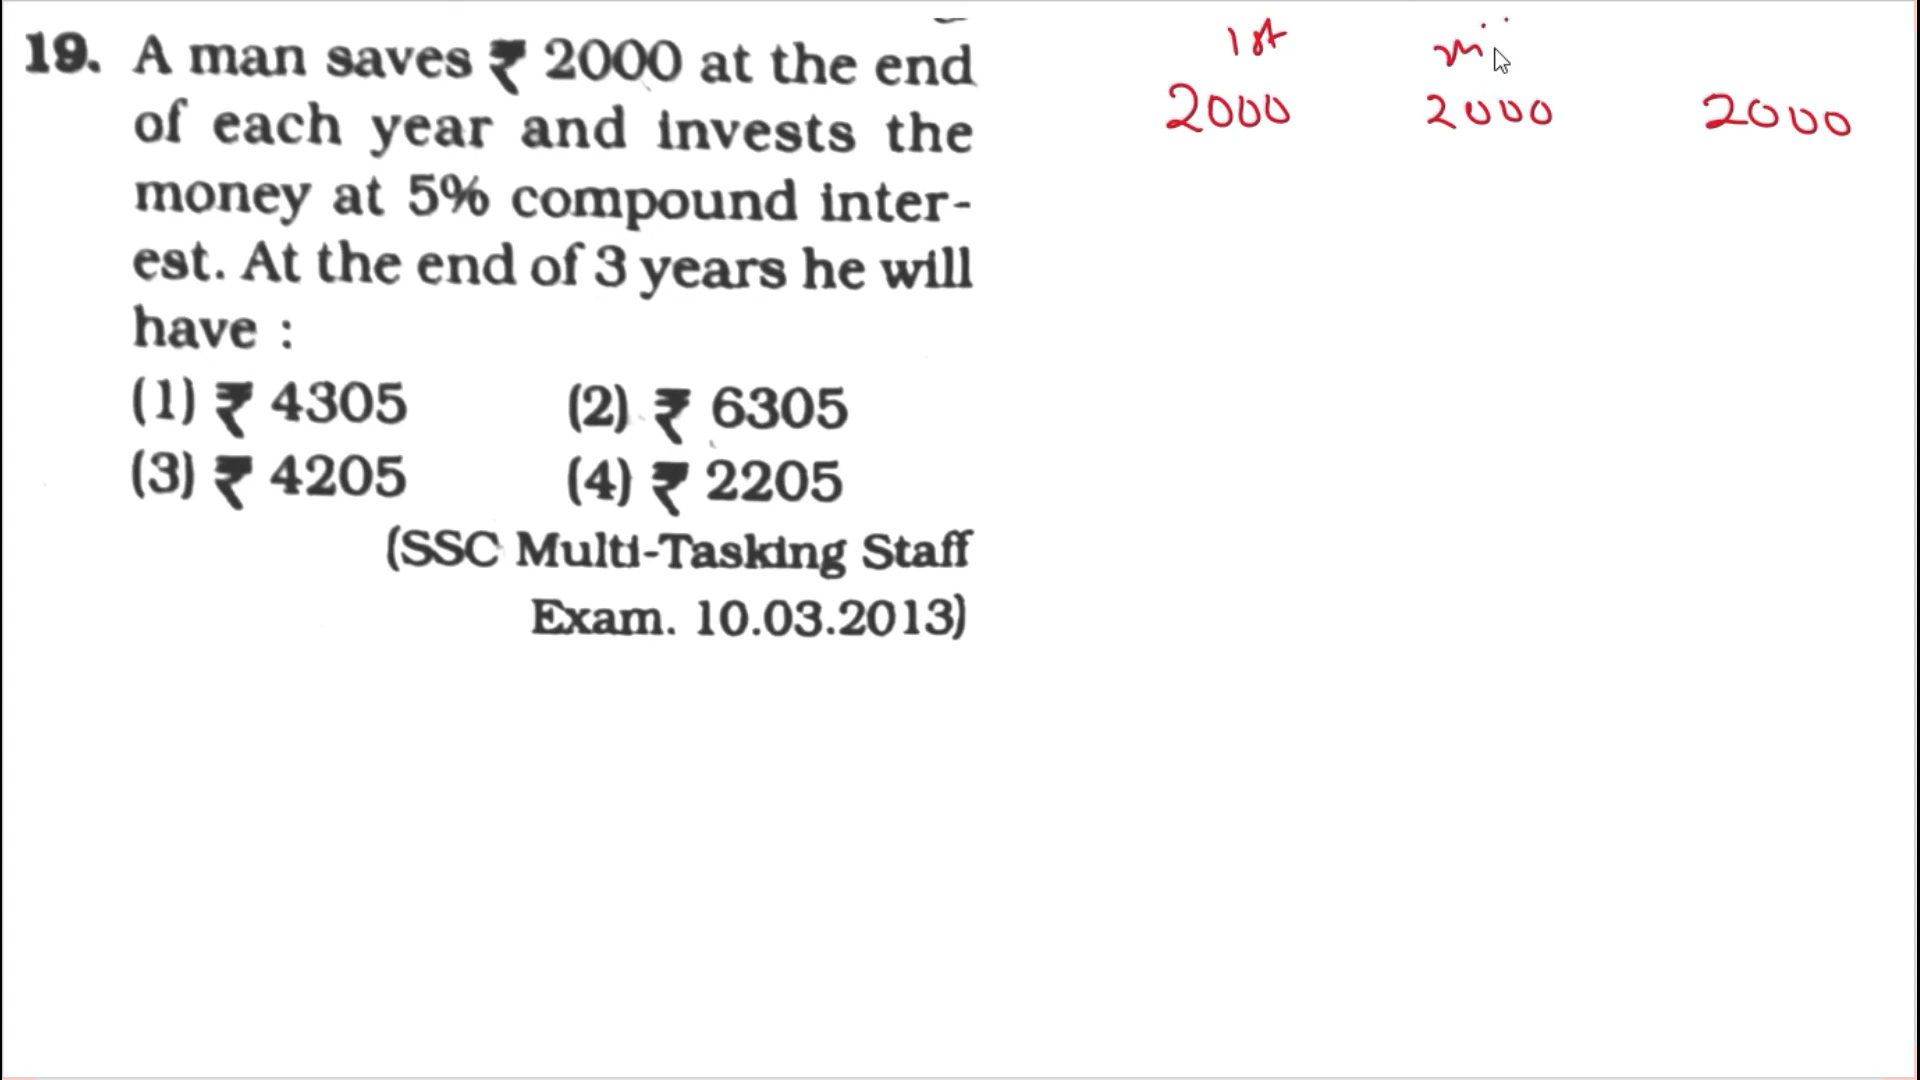 19. A man saves ₹ 2000 at the end
of each year and invests the
money at 5% compound inter-
est. At the end of 3 years he will
have :
(1) ₹ 4305 (2) ₹ 6305
(3) ₹ 4205 (4) ₹ 2205
(SSC Multi-Tasking Staff
Exam. 10.03.2013)
1st
2000 2000 2000